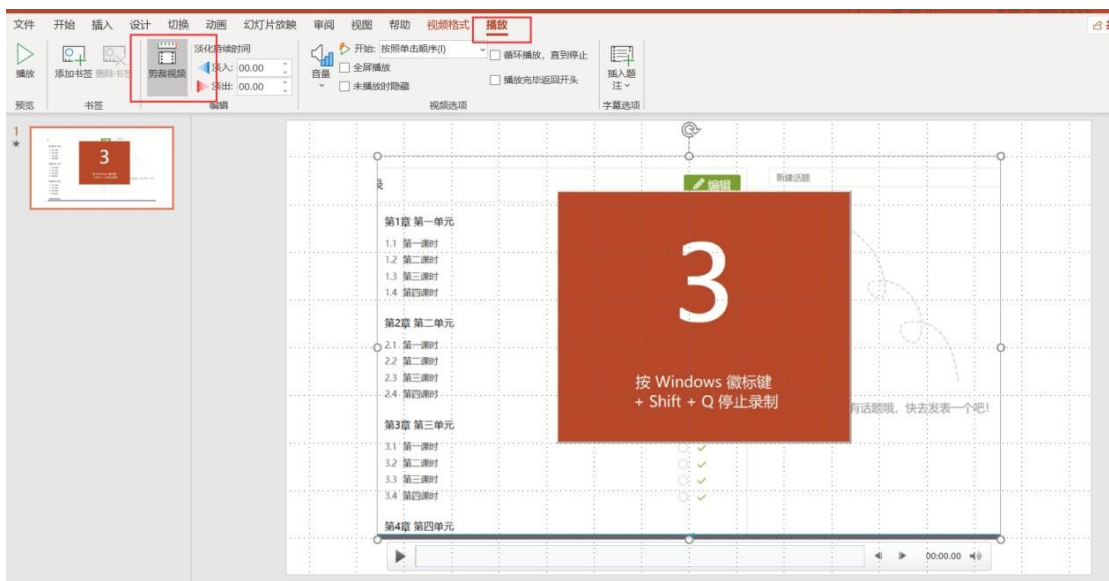 文件 开始 插入 设计 切换 动画 幻灯片放映 审阅 视图 帮助 视频格式 播放
播放 添加书签 删除书签 剪裁视频 淡化持续时间 音量 开始: 按照单击顺序(I) 循环播放，直到停止 插入题注
淡入: 00.00 全屏播放 播放完毕返回开头
淡出: 00.00 未播放时隐藏
预览 书签 编辑 视频选项 字幕选项
1
3
按 Windows 徽标键
+ Shift + Q 停止录制
录
编辑
新建话题
第1章 第一单元
1.1 第一课时
1.2 第二课时
1.3 第三课时
1.4 第四课时
第2章 第二单元
2.1 第一课时
2.2 第二课时
2.3 第三课时
2.4 第四课时
第3章 第三单元
3.1 第一课时
3.2 第二课时
3.3 第三课时
3.4 第四课时
第4章 第四单元
3
按 Windows 徽标键
+ Shift + Q 停止录制
有话题哦，快去发表一个吧！
00:00.00